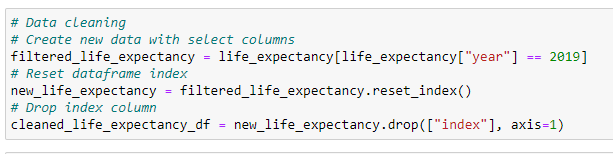 # Data cleaning
# Create new data with select columns
filtered_life_expectancy = life_expectancy[life_expectancy["year"] == 2019]
# Reset dataframe index
new_life_expectancy = filtered_life_expectancy.reset_index()
# Drop index column
cleaned_life_expectancy_df = new_life_expectancy.drop(["index"], axis=1)